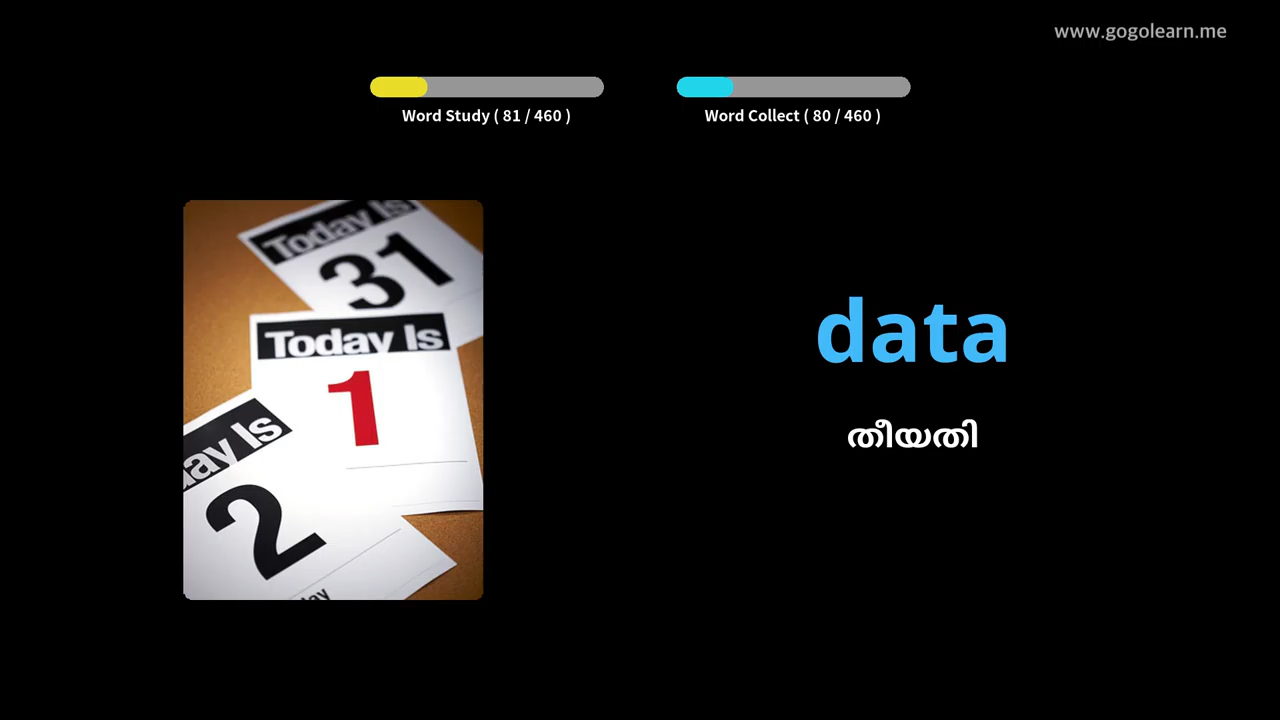 www.gogolearn.me
Word Study ( 81 / 460 )
Word Collect ( 80 / 460 )
Today Is
31
Today Is
1
day Is
2
data
തീയതി